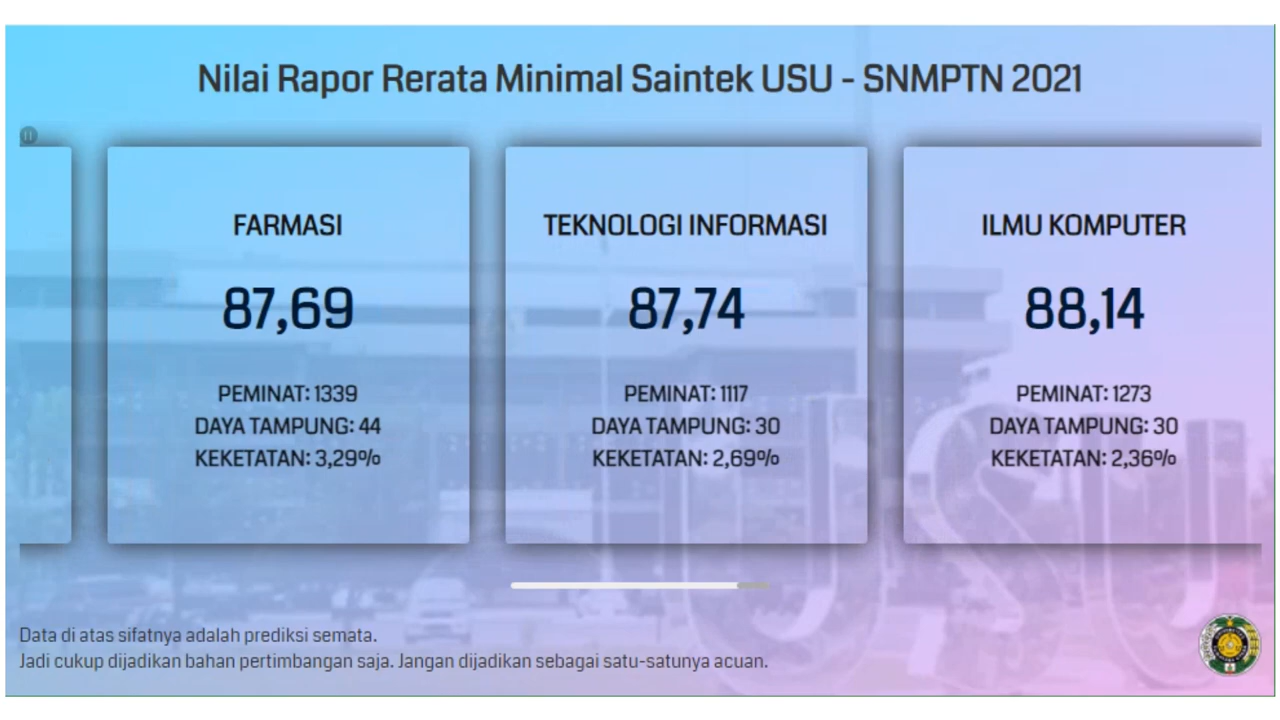 Nilai Rapor Rerata Minimal Saintek USU - SNMPTN 2021
FARMASI
87,69
PEMINAT: 1339
DAYA TAMPUNG: 44
KEKETATAN: 3,29%
TEKNOLOGI INFORMASI
87,74
PEMINAT: 1117
DAYA TAMPUNG: 30
KEKETATAN: 2,69%
ILMU KOMPUTER
88,14
PEMINAT: 1273
DAYA TAMPUNG: 30
KEKETATAN: 2,36%
USU
Data di atas sifatnya adalah prediksi semata.
Jadi cukup dijadikan bahan pertimbangan saja. Jangan dijadikan sebagai satu-satunya acuan.